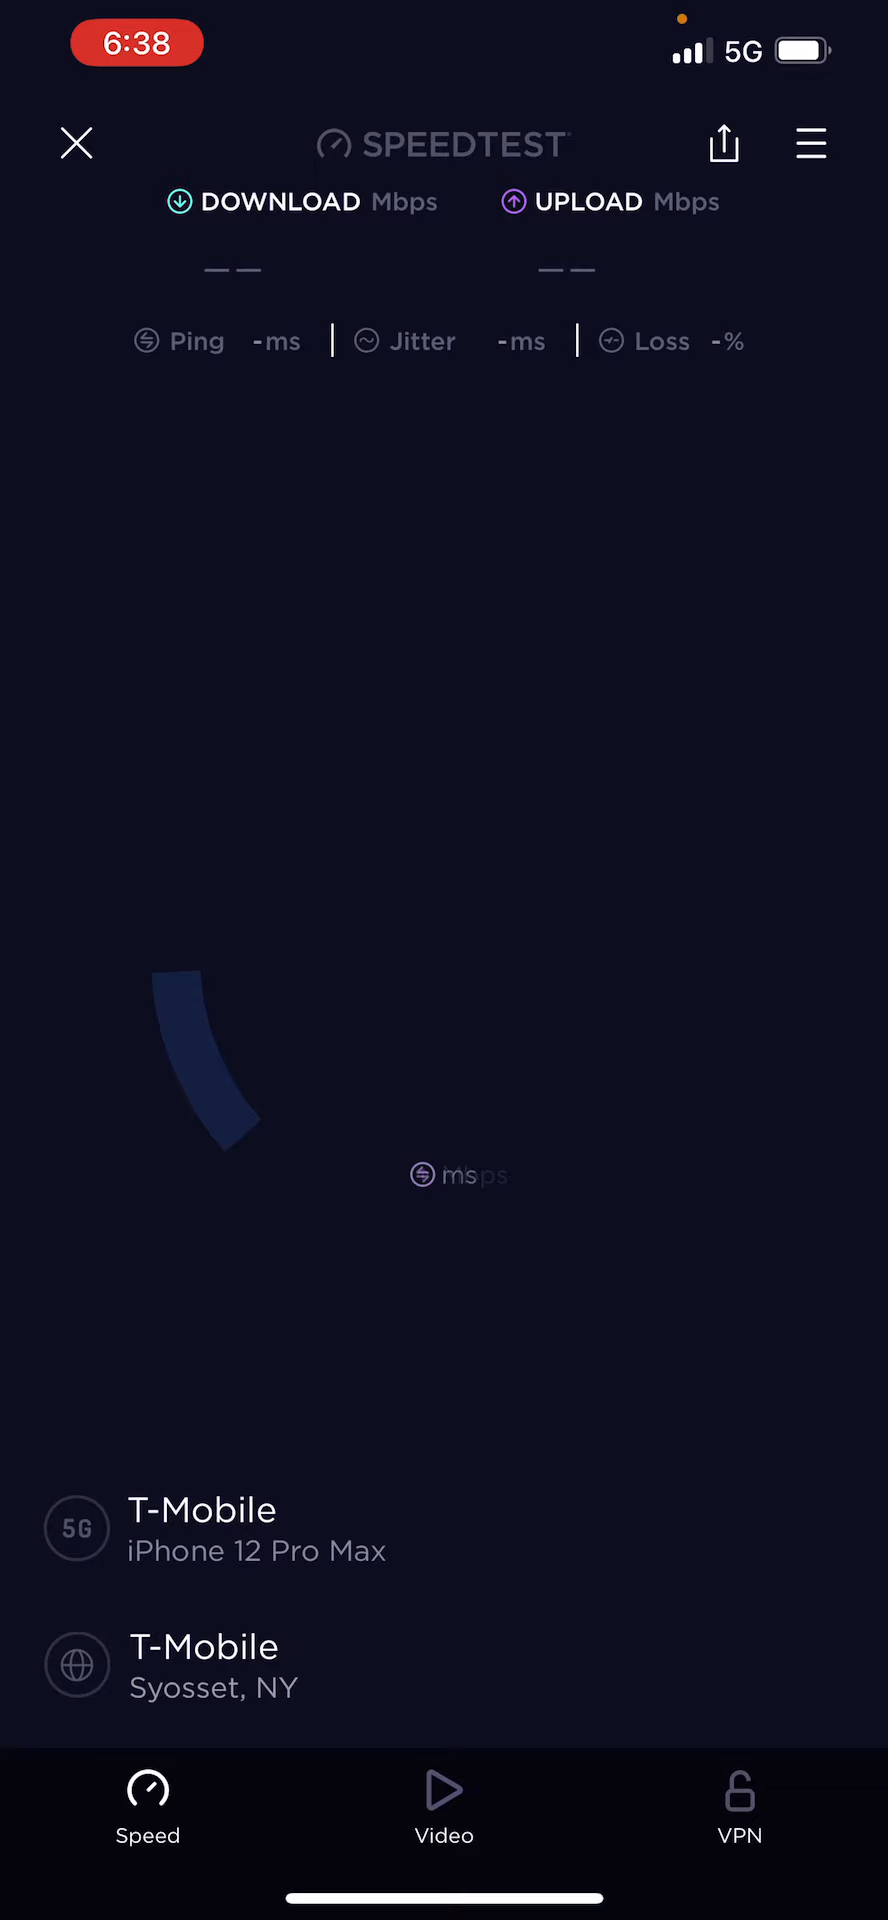 6:38 5G
SPEEDTEST
DOWNLOAD Mbps UPLOAD Mbps
— — — —
Ping -ms Jitter -ms Loss -%
ms Mbps
5G T-Mobile
iPhone 12 Pro Max
T-Mobile
Syosset, NY
Speed Video VPN